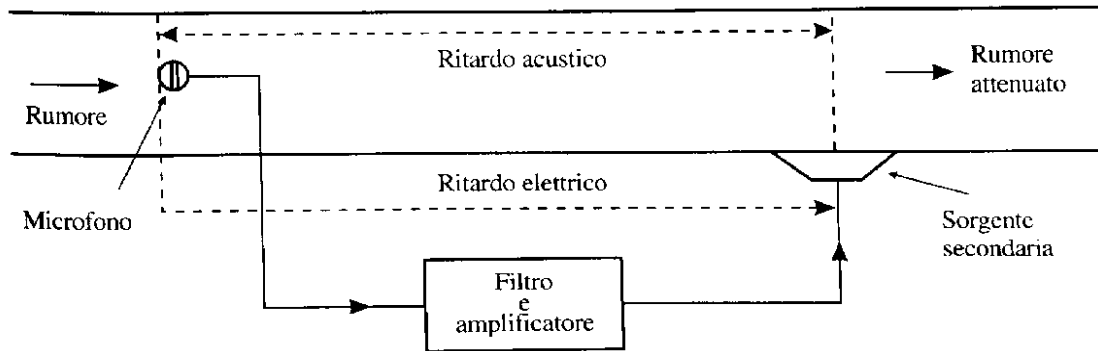 Ritardo acustico
Rumore
attenuato
Rumore
Ritardo elettrico
Microfono
Sorgente
secondaria
Filtro
e
amplificatore